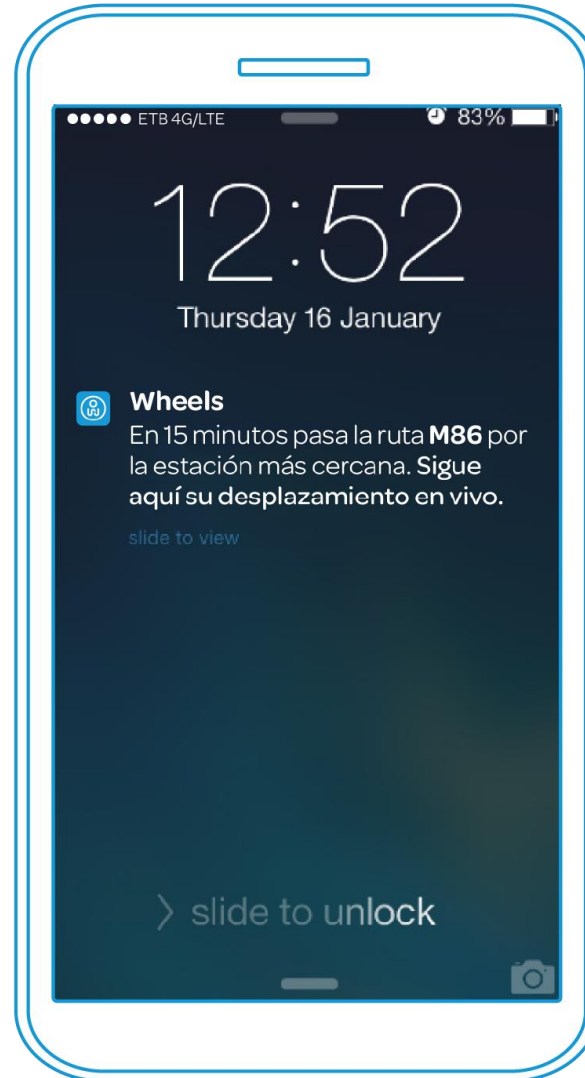 ETB 4G/LTE 83%
12:52
Thursday 16 January
Wheels
En 15 minutos pasa la ruta M86 por
la estación más cercana. Sigue
aquí su desplazamiento en vivo.
slide to view
> slide to unlock